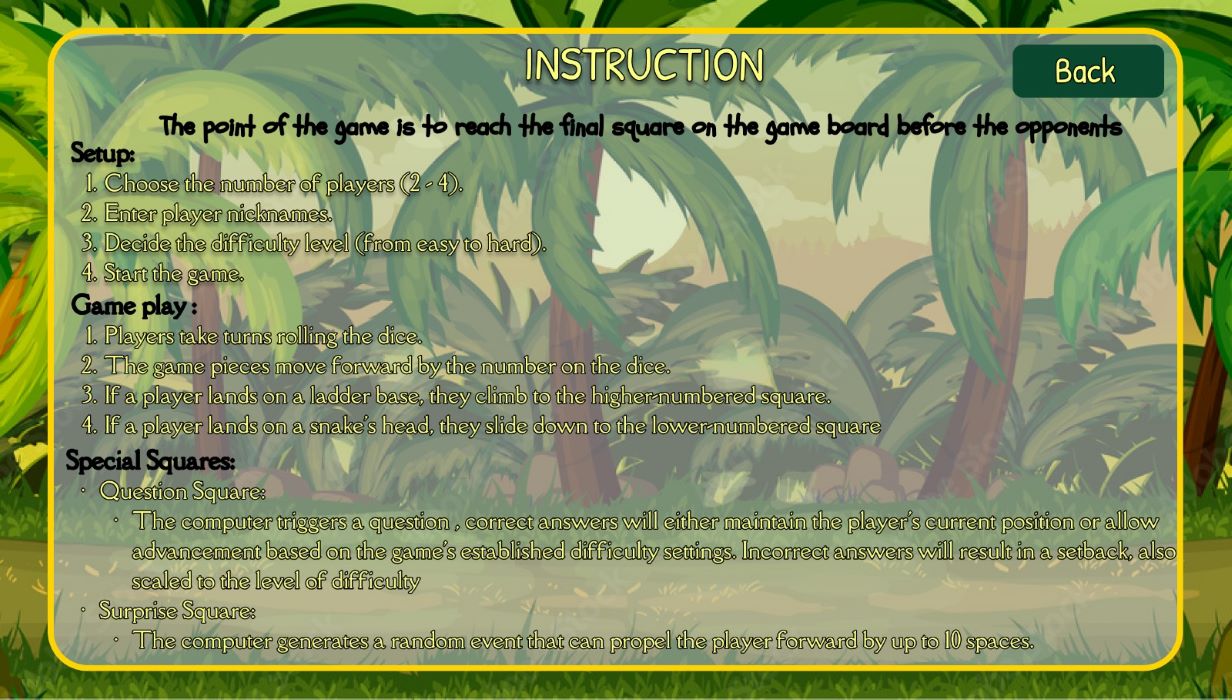 INSTRUCTION
Back
The point of the game is to reach the final square on the game board before the opponents
Setup:
1. Choose the number of players (2 - 4).
2. Enter player nicknames.
3. Decide the difficulty level (from easy to hard).
4. Start the game.
Game play :
1. Players take turns rolling the dice.
2. The game pieces move forward by the number on the dice.
3. If a player lands on a ladder base, they climb to the higher-numbered square.
4. If a player lands on a snake's head, they slide down to the lower-numbered square
Special Squares:
· Question Square:
· The computer triggers a question , correct answers will either maintain the player's current position or allow
advancement based on the game's established difficulty settings. Incorrect answers will result in a setback, also
scaled to the level of difficulty
· Surprise Square:
· The computer generates a random event that can propel the player forward by up to 10 spaces.